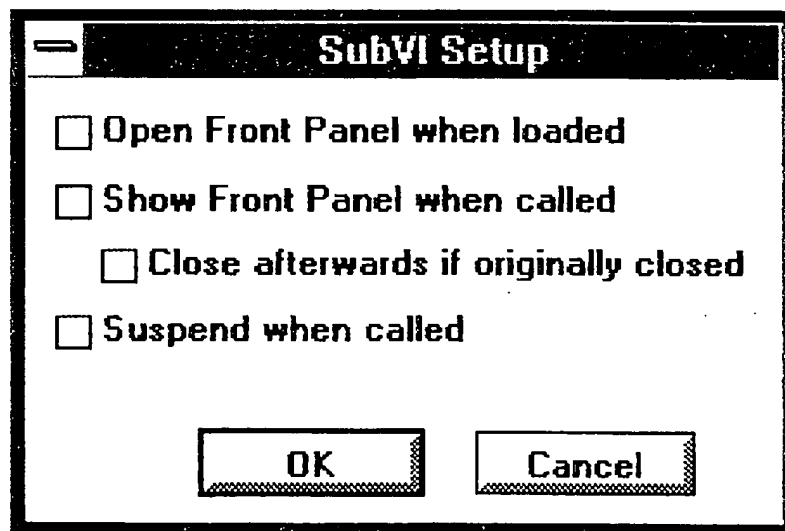 SubVI Setup
Open Front Panel when loaded
Show Front Panel when called
Close afterwards if originally closed
Suspend when called
OK
Cancel